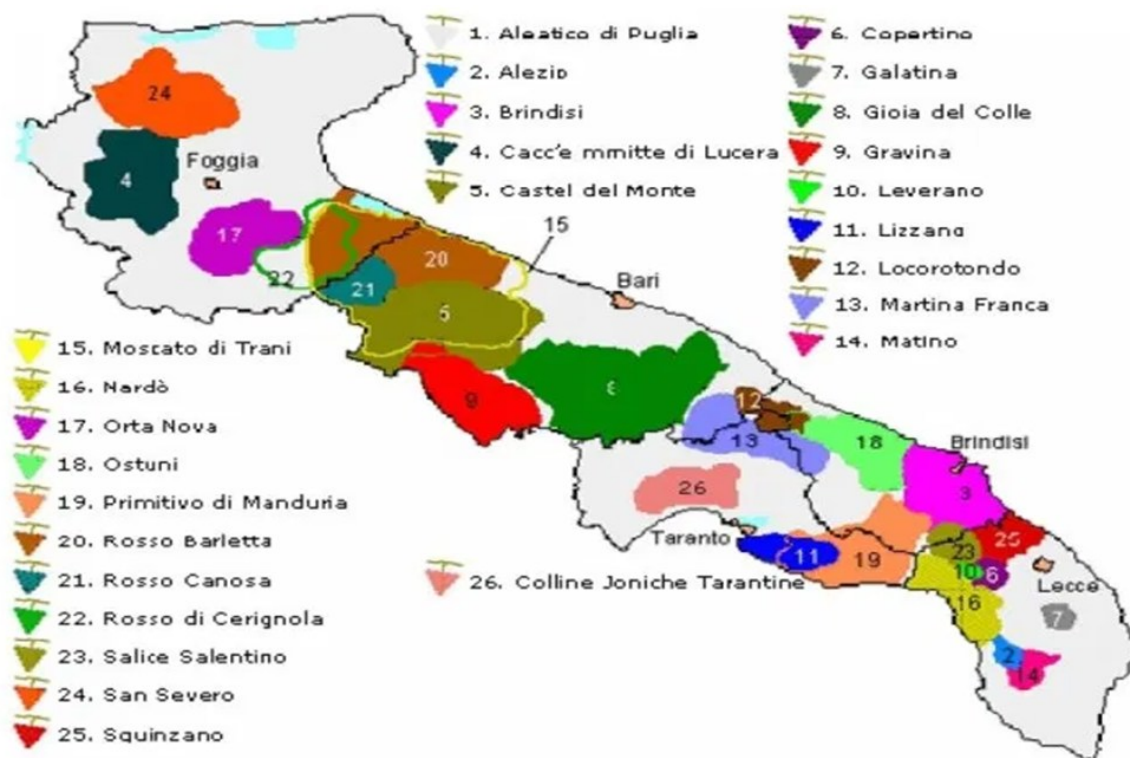 1. Aleatico di Puglia
2. Alezio
3. Brindisi
4. Cacc'e mmitte di Lucera
5. Castel del Monte
6. Copertino
7. Galatina
8. Gioia del Colle
9. Gravina
10. Leverano
11. Lizzano
12. Locorotondo
13. Martina Franca
14. Matino
15. Moscato di Trani
16. Nardò
17. Orta Nova
18. Ostuni
19. Primitivo di Manduria
20. Rosso Barletta
21. Rosso Canosa
22. Rosso di Cerignola
23. Salice Salentino
24. San Severo
25. Squinzano
26. Colline Joniche Tarantine
24
Foggia
4
17
22
15
20
21
5
Bari
9
8
12
13
18
Brindisi
3
26
Taranto
11
19
23
25
10
6
Lecce
16
7
2
14